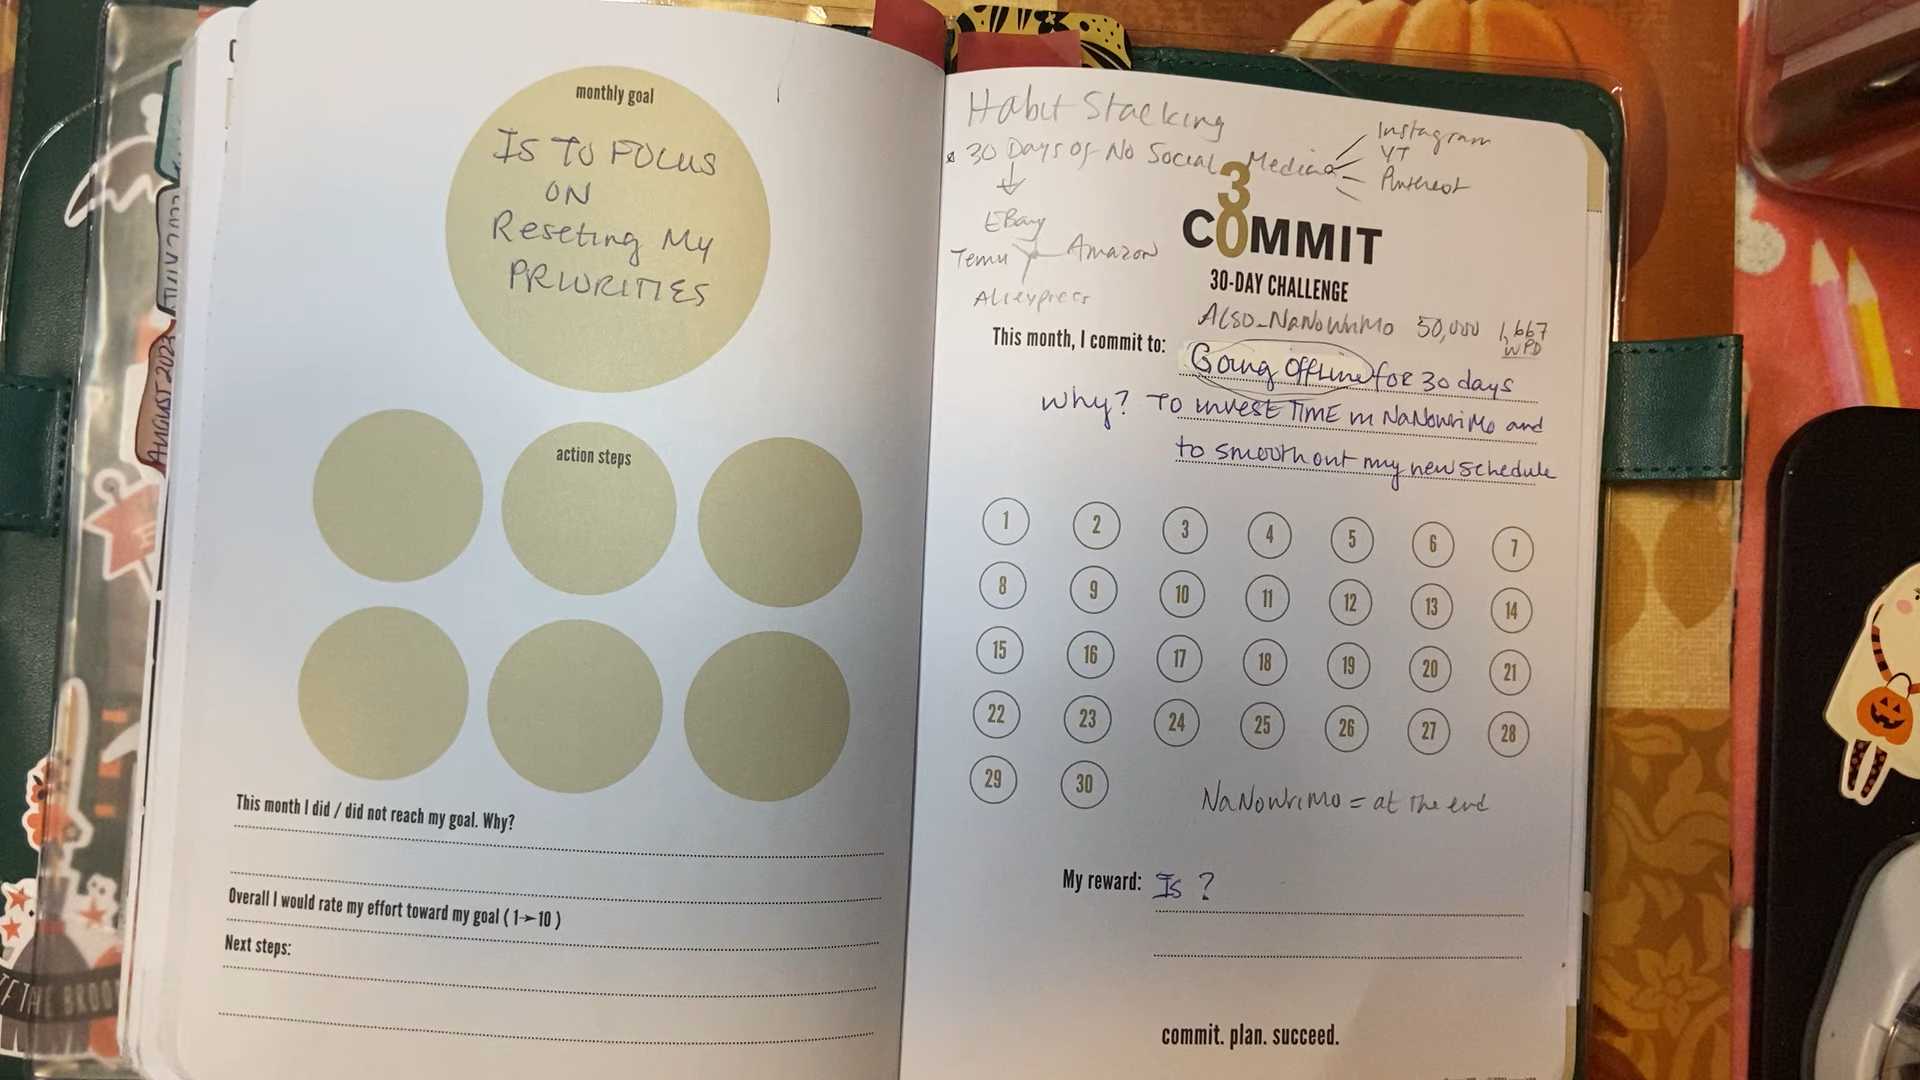 monthly goal
IS TO FOCUS
ON
Reseting My
PRIORITIES
action steps
This month I did / did not reach my goal. Why?
Overall I would rate my effort toward my goal ( 1➛10 )
Next steps:
AUGUST 2023
Habit Stacking
30 Days of No Social Media
Instagram
YT
Pinterest
EBay
Temu
Amazon
Aliexpress
30
COMMIT
30-DAY CHALLENGE
Also - NaNoWriMo 50,000 1,667
WPD
This month, I commit to: Going Offline for 30 days
Why? To invest TIME in NaNoWriMo and
to smooth out my new schedule
1 2 3 4 5 6 7
8 9 10 11 12 13 14
15 16 17 18 19 20 21
22 23 24 25 26 27 28
29 30
NaNoWriMo = at the end
My reward: Is ?
commit. plan. succeed.